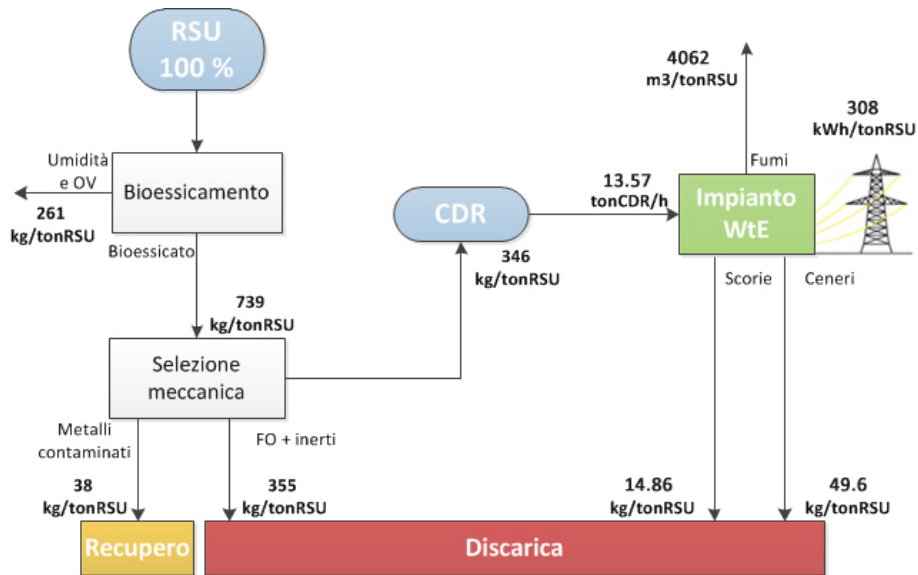 RSU
100 %
Umidità
e OV
261
kg/tonRSU
Bioessicamento
Bioessicato
739
kg/tonRSU
Selezione
meccanica
Metalli
contaminati
FO + inerti
38
kg/tonRSU
355
kg/tonRSU
Recupero
Discarica
CDR
346
kg/tonRSU
13.57
tonCDR/h
4062
m3/tonRSU
Fumi
308
kWh/tonRSU
Impianto
WtE
Scorie
Ceneri
14.86
kg/tonRSU
49.6
kg/tonRSU